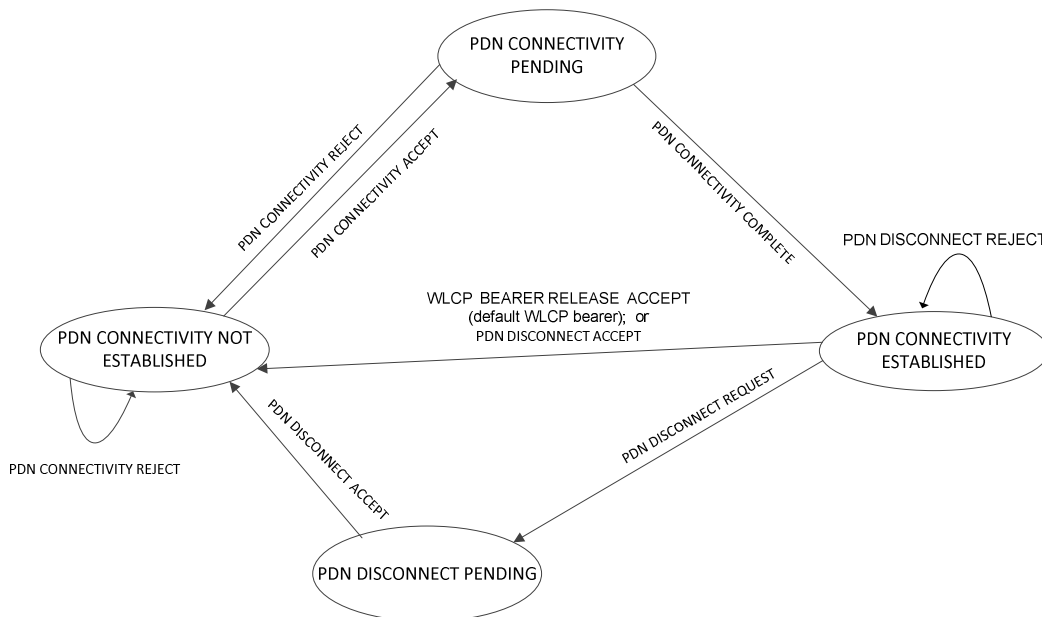 PDN CONNECTIVITY
PENDING
PDN CONNECTIVITY REJECT
PDN CONNECTIVITY ACCEPT
PDN CONNECTIVITY COMPLETE
PDN DISCONNECT REJECT
WLCP BEARER RELEASE ACCEPT
(default WLCP bearer); or
PDN DISCONNECT ACCEPT
PDN CONNECTIVITY NOT
ESTABLISHED
PDN CONNECTIVITY
ESTABLISHED
PDN DISCONNECT REQUEST
PDN DISCONNECT ACCEPT
PDN CONNECTIVITY REJECT
PDN DISCONNECT PENDING